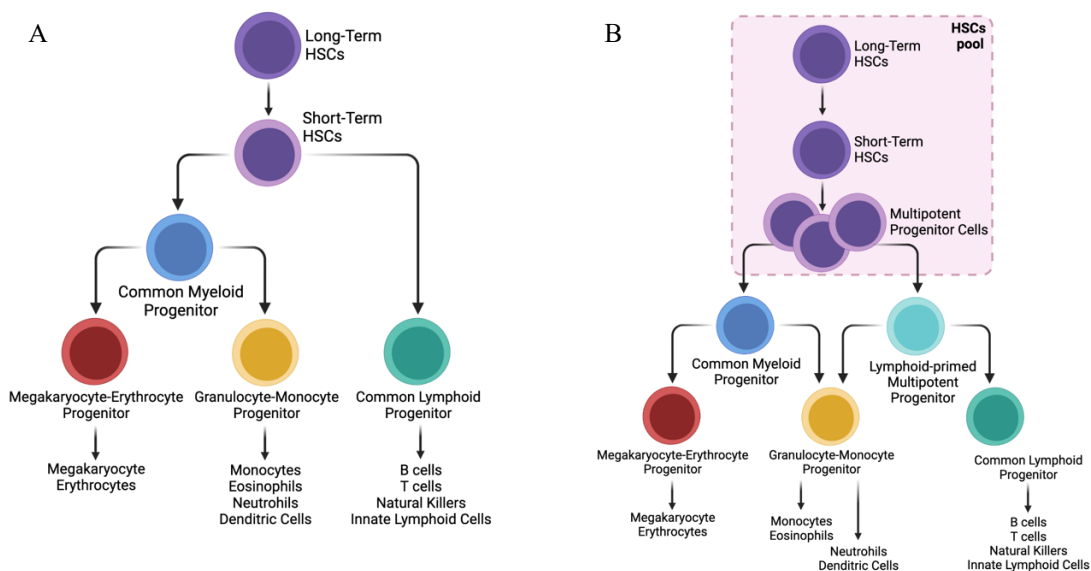 A
Long-Term
HSCs
Short-Term
HSCs
Common Myeloid
Progenitor
Megakaryocyte-Erythrocyte
Progenitor
Granulocyte-Monocyte
Progenitor
Common Lymphoid
Progenitor
Megakaryocyte
Erythrocytes
Monocytes
Eosinophils
Neutrohils
Denditric Cells
B cells
T cells
Natural Killers
Innate Lymphoid Cells
B
HSCs
pool
Long-Term
HSCs
Short-Term
HSCs
Multipotent
Progenitor Cells
Common Myeloid
Progenitor
Lymphoid-primed
Multipotent
Progenitor
Megakaryocyte-Erythrocyte
Progenitor
Granulocyte-Monocyte
Progenitor
Common Lymphoid
Progenitor
Megakaryocyte
Erythrocytes
Monocytes
Eosinophils
Neutrohils
Denditric Cells
B cells
T cells
Natural Killers
Innate Lymphoid Cells